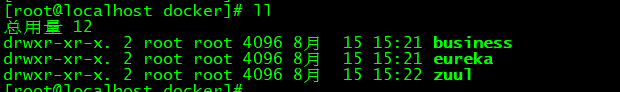 [root@localhost docker]# ll
总用量 12
drwxr-xr-x. 2 root root 4096 8月  15 15:21 business
drwxr-xr-x. 2 root root 4096 8月  15 15:21 eureka
drwxr-xr-x. 2 root root 4096 8月  15 15:22 zuul
[root@localhost docker]#